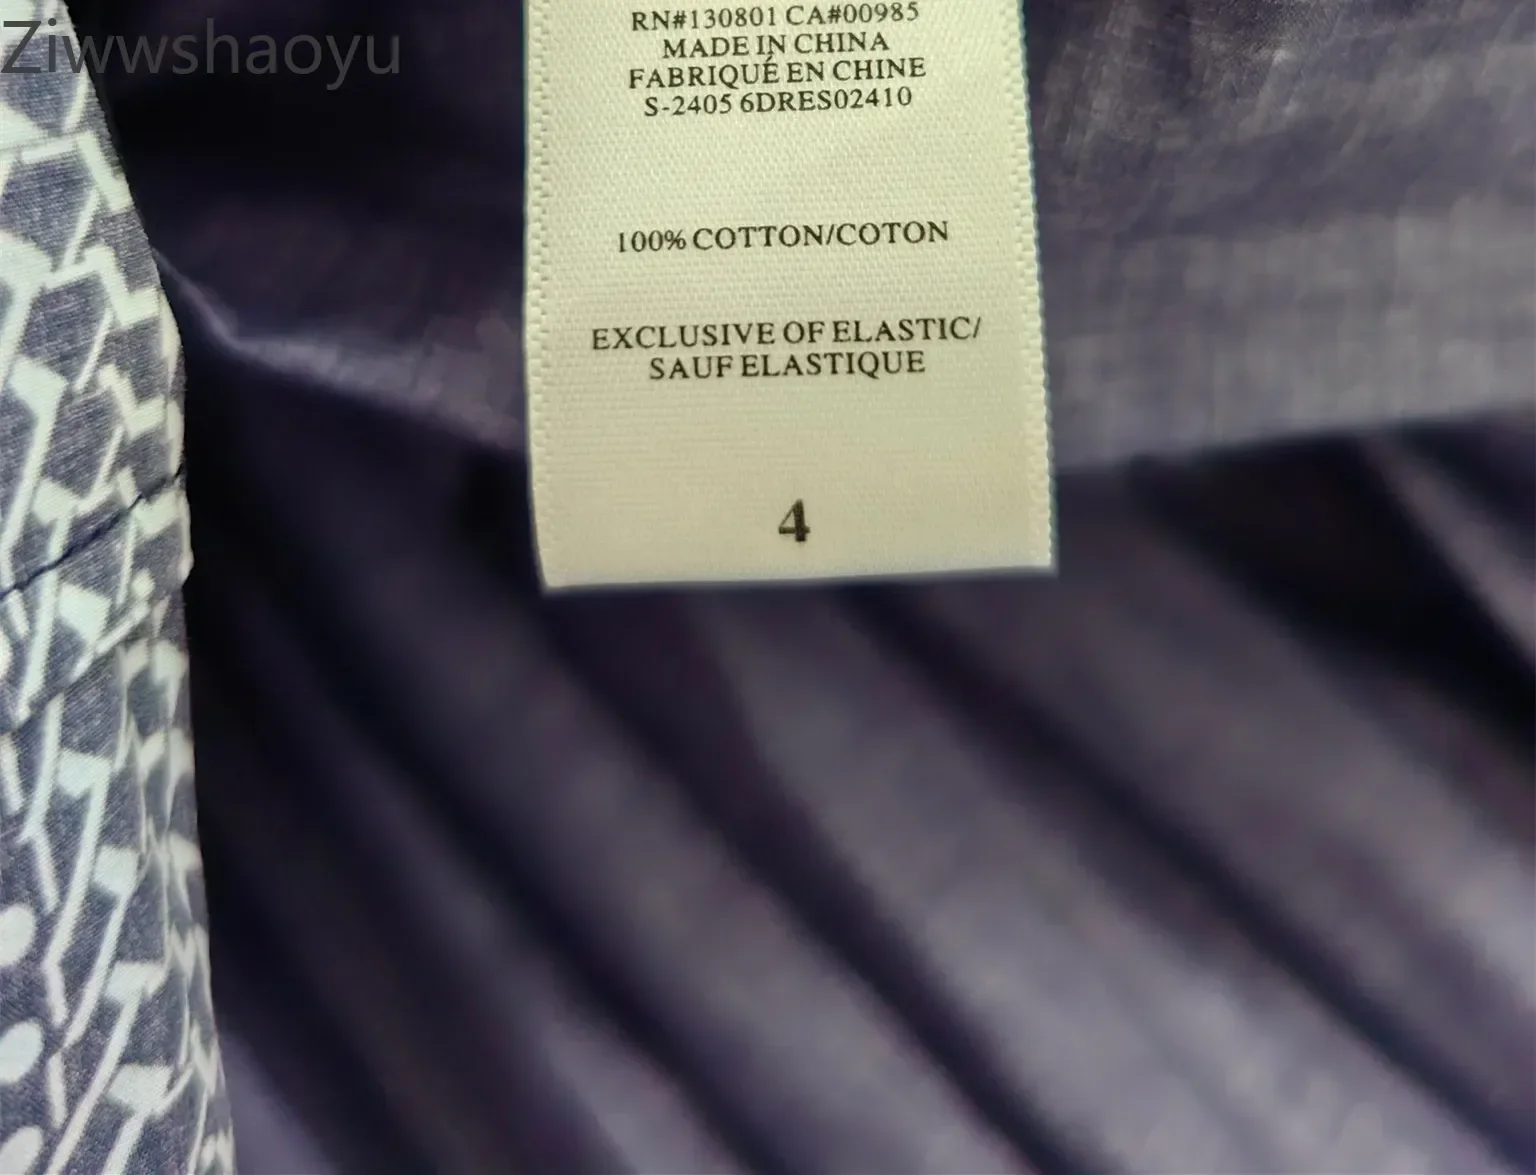 Ziwwshaoyu
RN#130801 CA#00985
MADE IN CHINA
FABRIQUÉ EN CHINE
S-2405 6DRES02410
100% COTTON/COTON
EXCLUSIVE OF ELASTIC/
SAUF ELASTIQUE
4